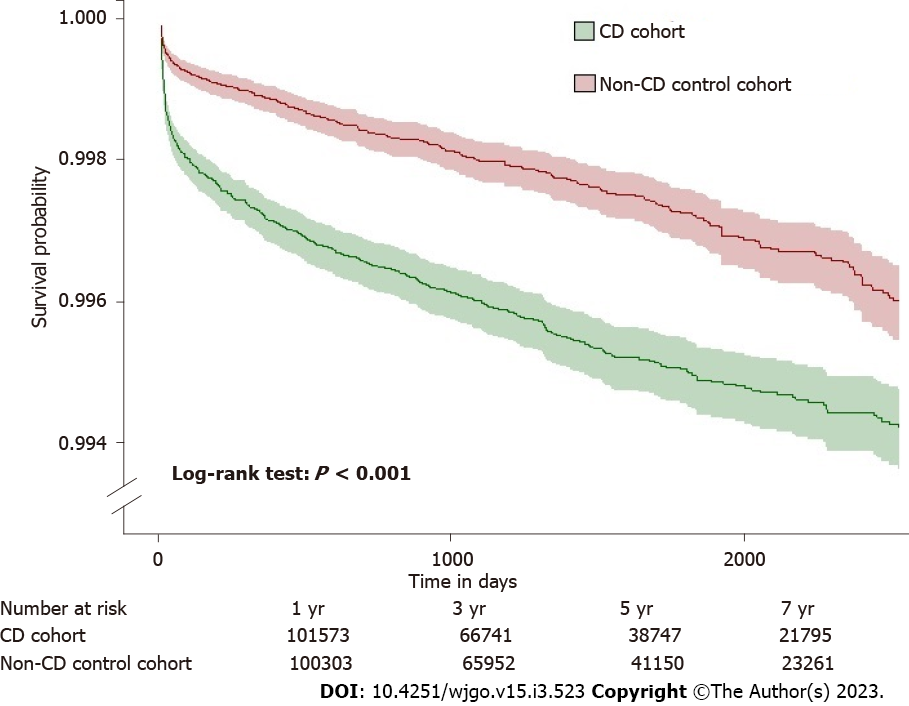 1.000
0.998
0.996
0.994
Survival probability
CD cohort
Non-CD control cohort
Log-rank test: P < 0.001
0 1000 2000
Time in days
Number at risk 1 yr 3 yr 5 yr 7 yr
CD cohort 101573 66741 38747 21795
Non-CD control cohort 100303 65952 41150 23261
DOI: 10.4251/wjgo.v15.i3.523 Copyright ©The Author(s) 2023.